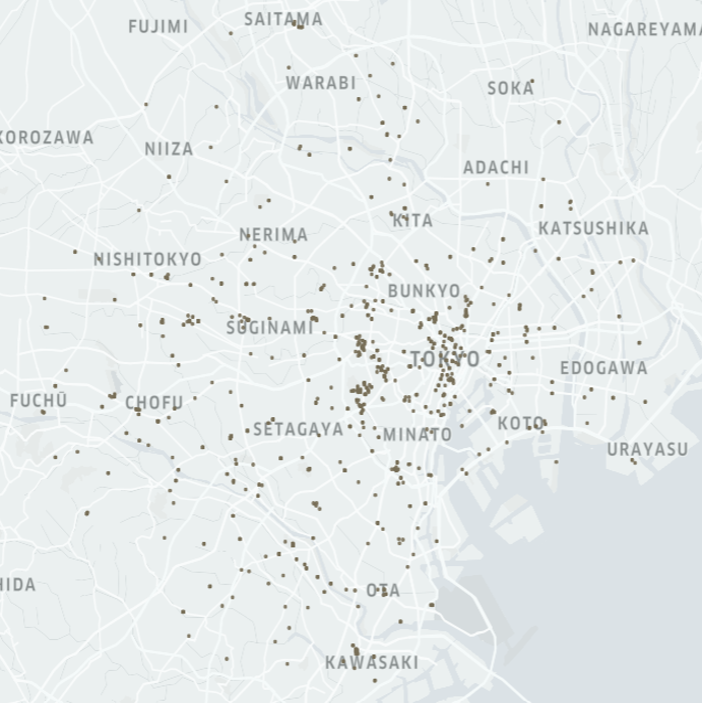 SAITAMA
FUJIMI
NAGAREYAMA
WARABI
SOKA
KOROZAWA
NIIZA
ADACHI
KITA
KATSUSHIKA
NERIMA
NISHITOKYO
BUNKYO
SUGINAMI
TOKYO
EDOGAWA
FUCHŪ
CHOFU
SETAGAYA
MINATO
KOTO
URAYASU
HIDA
OTA
KAWASAKI